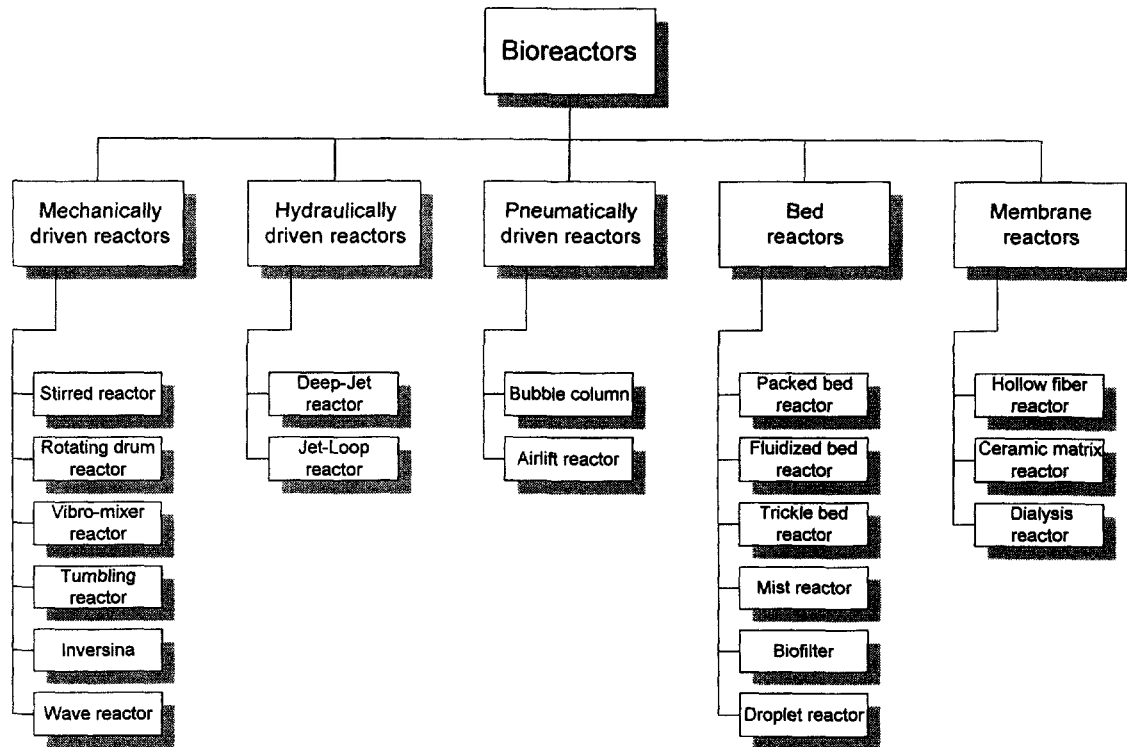 Bioreactors
Mechanically
driven reactors
Hydraulically
driven reactors
Pneumatically
driven reactors
Bed
reactors
Membrane
reactors
Stirred reactor
Rotating drum
reactor
Vibro-mixer
reactor
Tumbling
reactor
Inversina
Wave reactor
Deep-Jet
reactor
Jet-Loop
reactor
Bubble column
Airlift reactor
Packed bed
reactor
Fluidized bed
reactor
Trickle bed
reactor
Mist reactor
Biofilter
Droplet reactor
Hollow fiber
reactor
Ceramic matrix
reactor
Dialysis
reactor